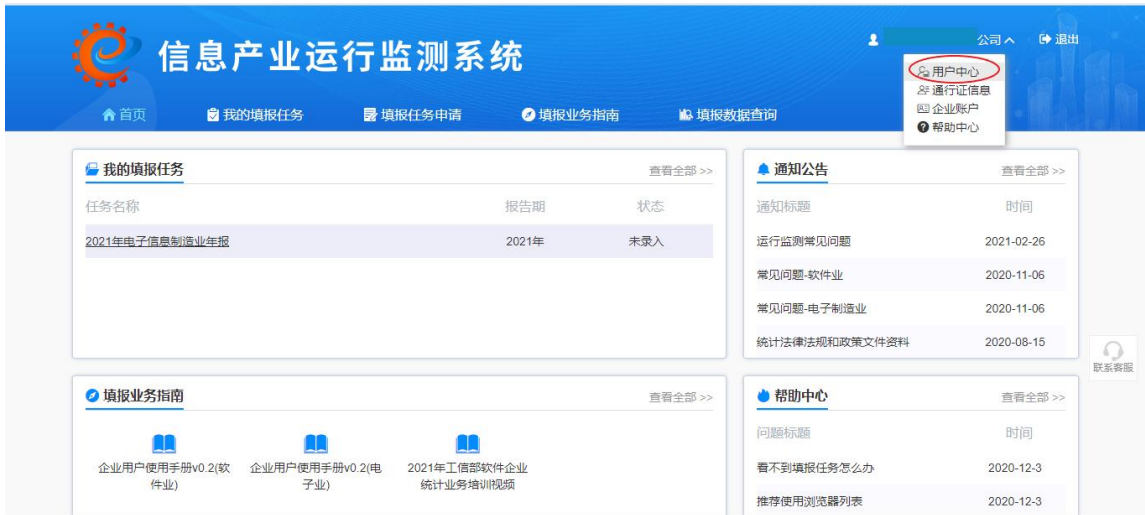 公司 退出
信息产业运行监测系统
用户中心
通行证信息
企业账户
帮助中心
首页 我的填报任务 填报任务申请 填报业务指南 填报数据查询
我的填报任务 查看全部 >>
任务名称 报告期 状态
2021年电子信息制造业年报 2021年 未录入
通知公告 查看全部 >>
通知标题 时间
运行监测常见问题 2021-02-26
常见问题-软件业 2020-11-06
常见问题-电子制造业 2020-11-06
统计法律法规和政策文件资料 2020-08-15
联系客服
填报业务指南 查看全部 >>
企业用户使用手册v0.2(软
件业)
企业用户使用手册v0.2(电
子业)
2021年工信部软件企业
统计业务培训视频
帮助中心 查看全部 >>
问题标题 时间
看不到填报任务怎么办 2020-12-3
推荐使用浏览器列表 2020-12-3